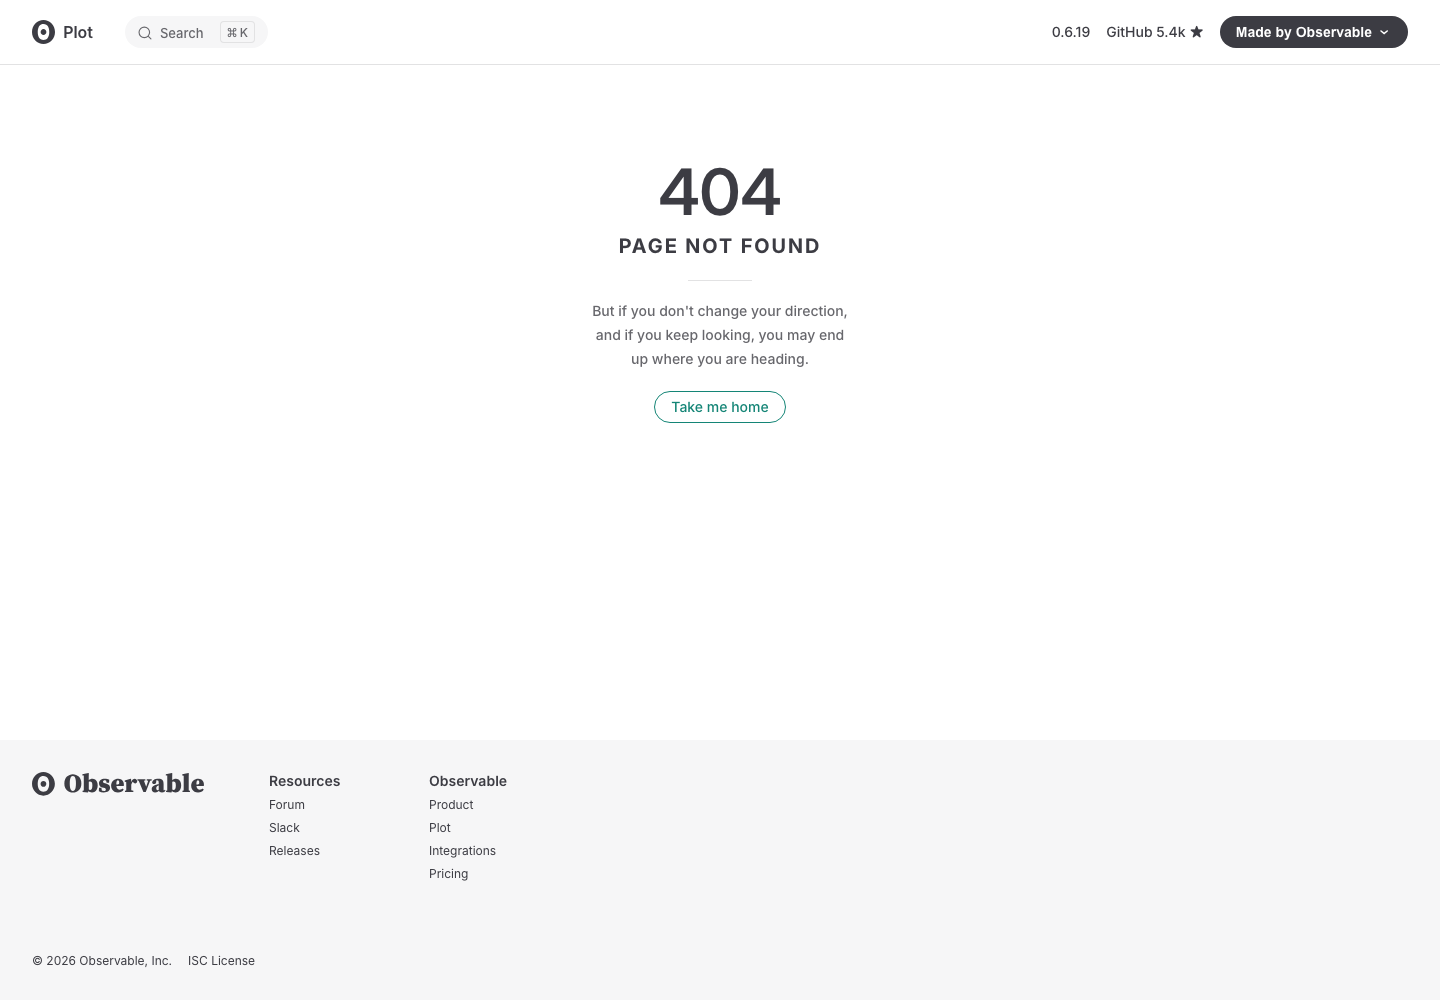 Plot
Search ⌘ K
0.6.19
GitHub 5.4k ★
Made by Observable
404
PAGE NOT FOUND
But if you don't change your direction,
and if you keep looking, you may end
up where you are heading.
Take me home
Observable
Resources
Forum
Slack
Releases
Observable
Product
Plot
Integrations
Pricing
© 2026 Observable, Inc. ISC License